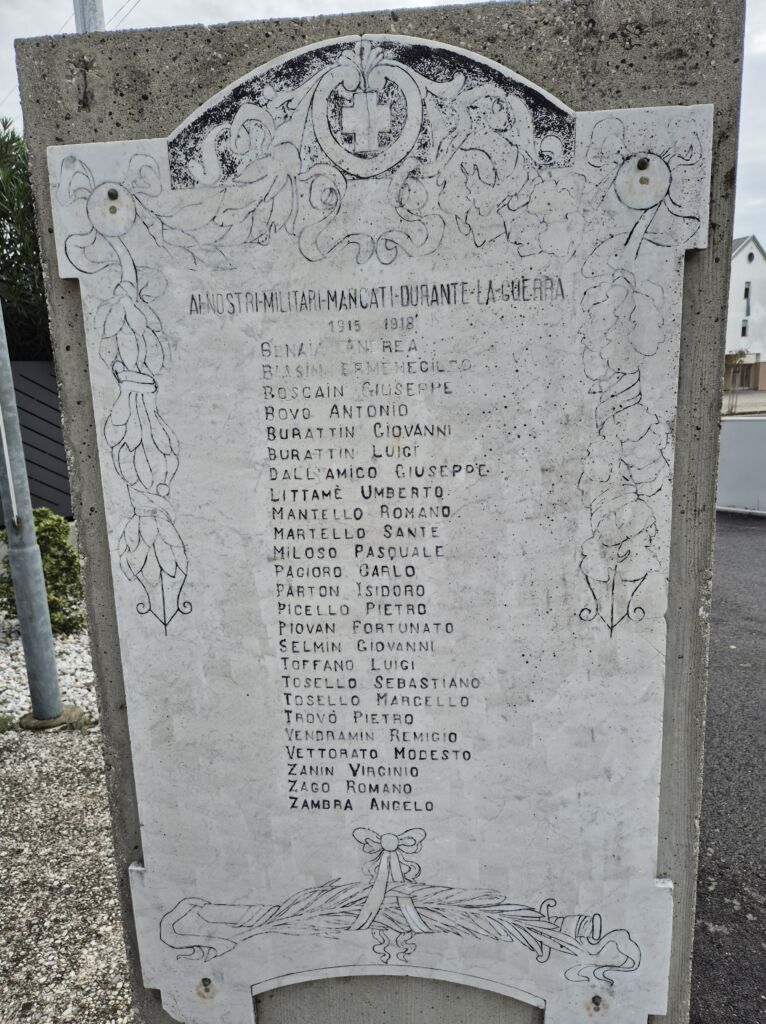 AI·NOSTRI·MILITARI·MANCATI·DURANTE·LA·GUERRA
1915 1918
BENAIA ANDREA
BIASIN ERMENEGILDO
BOSCAIN GIUSEPPE
BOVO ANTONIO
BURATTIN GIOVANNI
BURATTIN LUIGI
DALL'AMICO GIUSEPPE
LITTAMÈ UMBERTO
MANTELLO ROMANO
MARTELLO SANTE
MILOSO PASQUALE
PAGIORO CARLO
PARTON ISIDORO
PICELLO PIETRO
PIOVAN FORTUNATO
SELMIN GIOVANNI
TOFFANO LUIGI
TOSELLO SEBASTIANO
TOSELLO MARCELLO
TROVÒ PIETRO
VENDRAMIN REMIGIO
VETTORATO MODESTO
ZANIN VIRGINIO
ZAGO ROMANO
ZAMBRA ANGELO